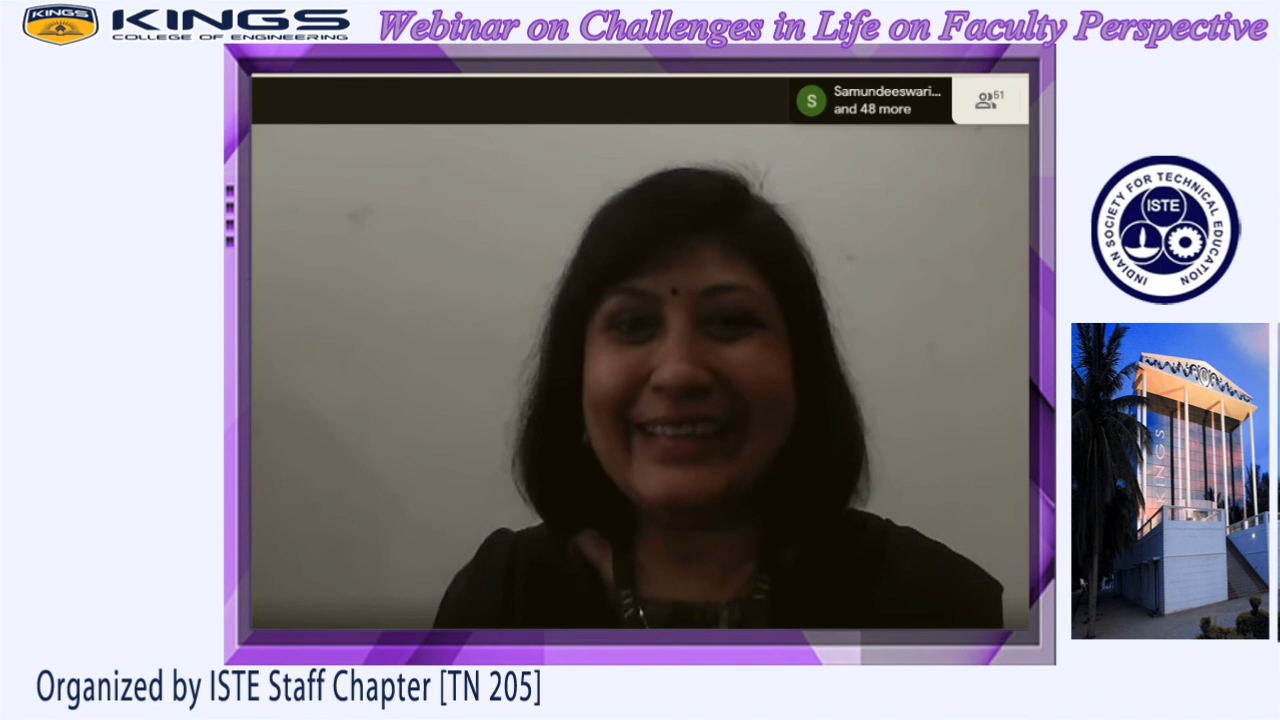 KINGS
KINGS
COLLEGE OF ENGINEERING
Webinar on Challenges in Life on Faculty Perspective
S
Samundeeswari...
and 48 more
51
INDIAN SOCIETY FOR TECHNICAL EDUCATION
ISTE
KINGS
Organized by ISTE Staff Chapter [TN 205]